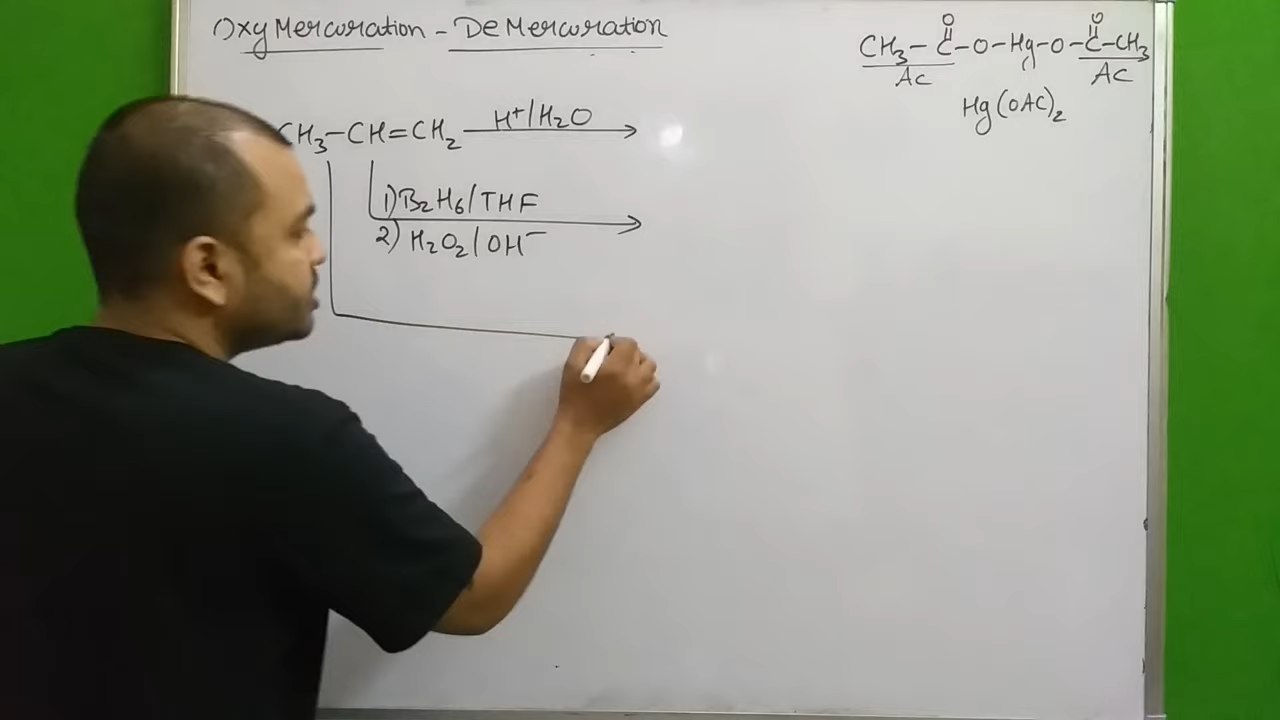 OxyMercuration - DeMercuration
O O
CH3-C-O-Hg-O-C-CH3
Ac Ac
Hg(OAC)2
CH3-CH=CH2 H+/H2O
1) B2H6/THF
2) H2O2/OH-